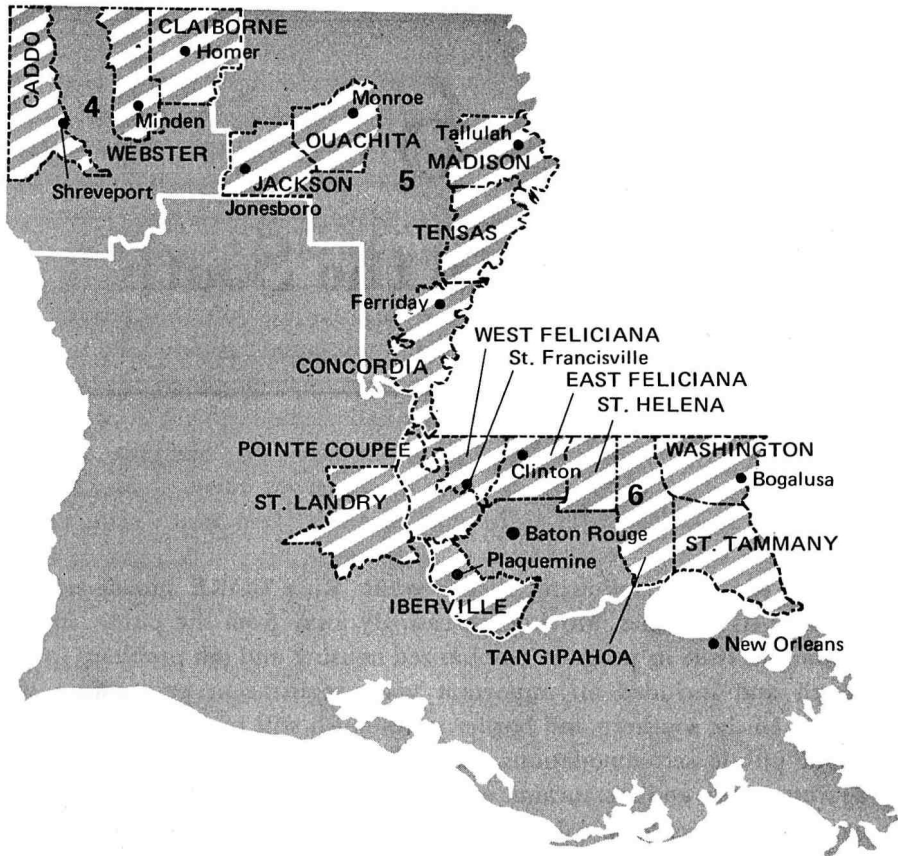 CLAIBORNE
Homer
CADDO
4
Minden
WEBSTER
Shreveport
Monroe
OUACHITA
JACKSON
Jonesboro
5
Tallulah
MADISON
TENSAS
Ferriday
CONCORDIA
WEST FELICIANA
St. Francisville
EAST FELICIANA
ST. HELENA
POINTE COUPEE
Clinton
WASHINGTON
Bogalusa
6
ST. LANDRY
Baton Rouge
ST. TAMMANY
Plaquemine
IBERVILLE
TANGIPAHOA
New Orleans